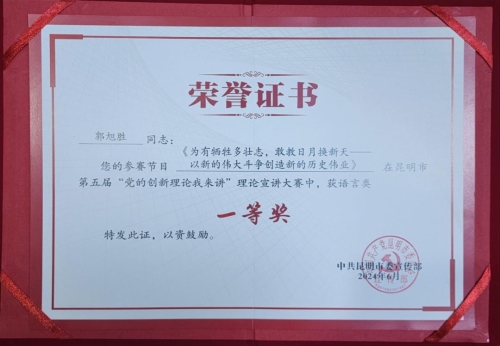 荣誉证书
郭旭胜 同志：
《为有牺牲多壮志，敢教日月换新天——
您的参赛节目 以新的伟大斗争创造新的历史伟业》 在昆明市
第五届“党的创新理论我来讲”理论宣讲大赛中，获语言类
一等奖
特发此证，以资鼓励。
中共昆明市委宣传部
2024年6月